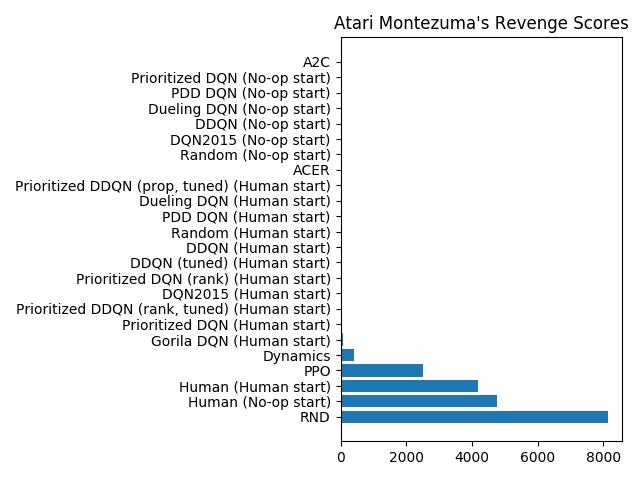 Atari Montezuma's Revenge Scores
A2C
Prioritized DQN (No-op start)
PDD DQN (No-op start)
Dueling DQN (No-op start)
DDQN (No-op start)
DQN2015 (No-op start)
Random (No-op start)
ACER
Prioritized DDQN (prop, tuned) (Human start)
Dueling DQN (Human start)
PDD DQN (Human start)
Random (Human start)
DDQN (Human start)
DDQN (tuned) (Human start)
Prioritized DQN (rank) (Human start)
DQN2015 (Human start)
Prioritized DDQN (rank, tuned) (Human start)
Prioritized DQN (Human start)
Gorila DQN (Human start)
Dynamics
PPO
Human (Human start)
Human (No-op start)
RND
0 2000 4000 6000 8000